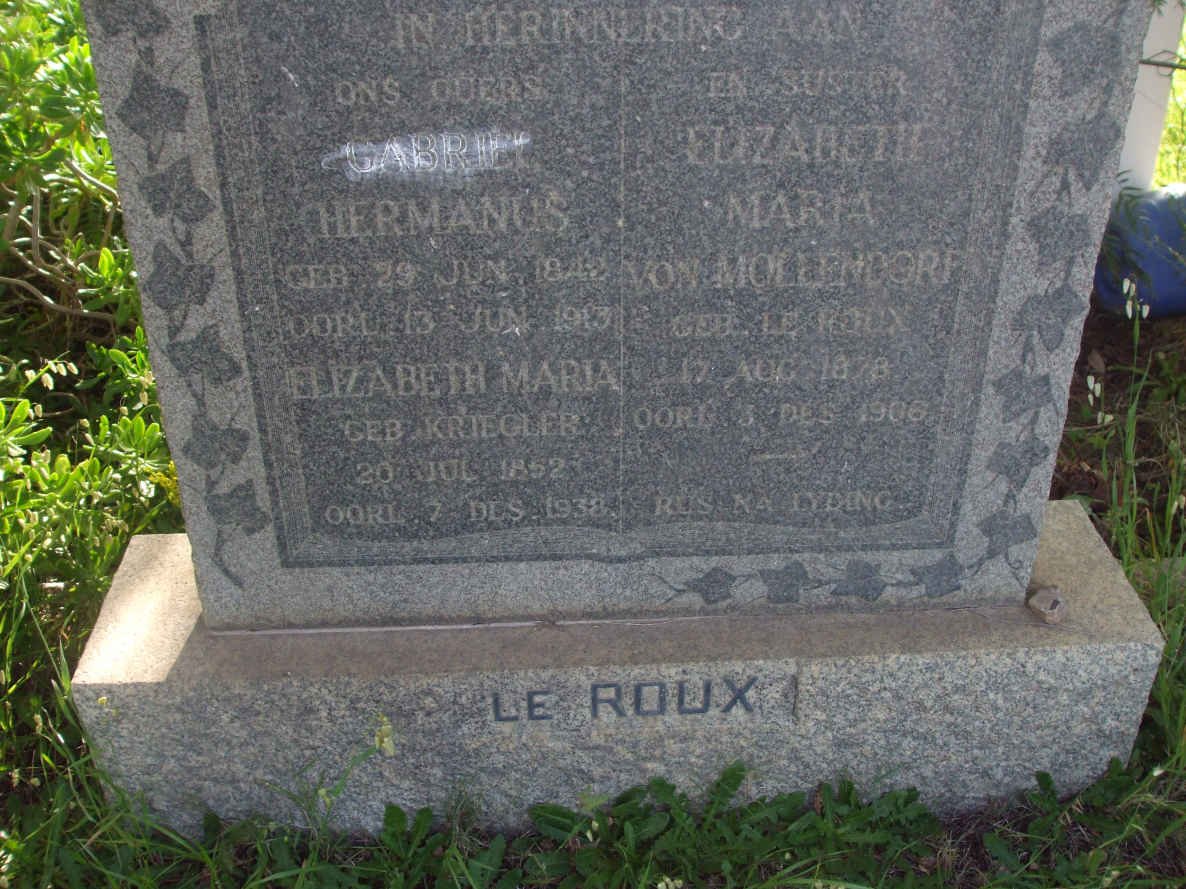 IN HERINNERING AAN
ONS OUERS
GABRIEL
HERMANUS
GEB. 29 JUN. 1842
OORL. 13 JUN. 1913
ELIZABETH MARIA
GEB. KRIEGLER
20 JUL. 1852
OORL. 7 DES. 1938
EN SUSTER
ELIZABETH
MARIA
VON MOLLENDORF
GEB. LE ROUX
17 AUG. 1878
OORL. 3 DES. 1906
RUS NA LYDING
LE ROUX